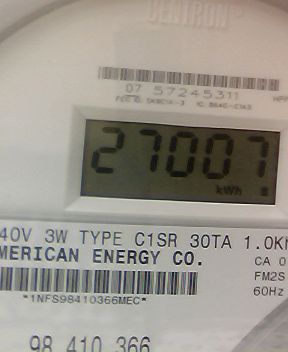 CENTRON
07 57245311
27007
kWh
40V 3W TYPE C1SR 30TA 1.0K
MERICAN ENERGY CO.
CA 0
FM2S
60Hz
*1NFS98410366MEC*
98 410 366